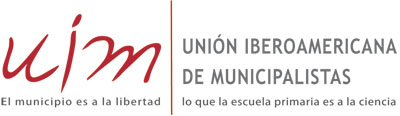 uim
UNIÓN IBEROAMERICANA
DE MUNICIPALISTAS
El municipio es a la libertad lo que la escuela primaria es a la ciencia